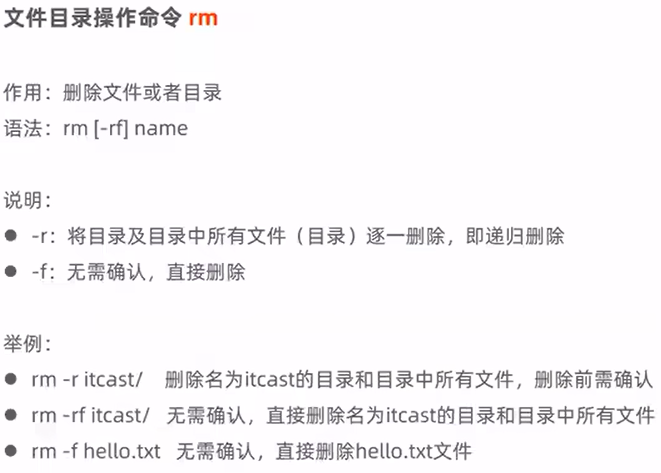 文件目录操作命令 rm
作用：删除文件或者目录
语法：rm [-rf] name
说明：
● -r：将目录及目录中所有文件（目录）逐一删除，即递归删除
● -f：无需确认，直接删除
举例：
● rm -r itcast/ 删除名为itcast的目录和目录中所有文件，删除前需确认
● rm -rf itcast/ 无需确认，直接删除名为itcast的目录和目录中所有文件
● rm -f hello.txt 无需确认，直接删除hello.txt文件